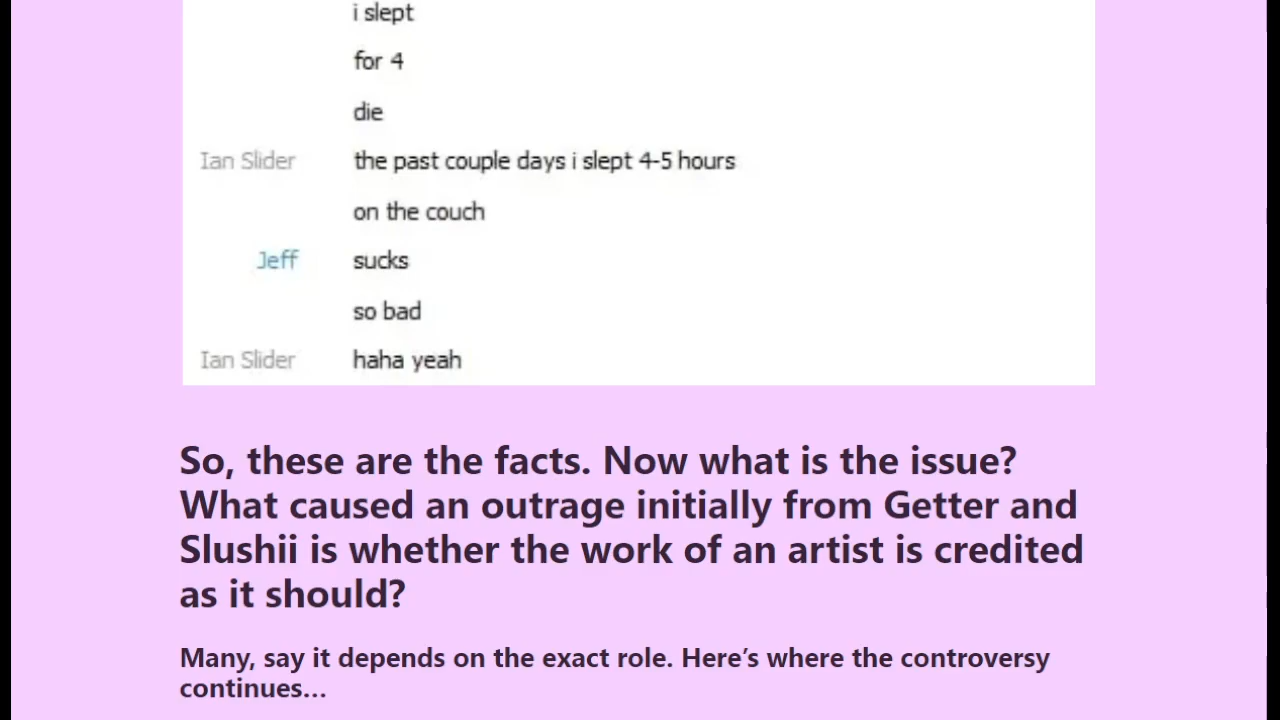 i slept
for 4
die
Ian Slider the past couple days i slept 4-5 hours
on the couch
Jeff sucks
so bad
Ian Slider haha yeah
So, these are the facts. Now what is the issue?
What caused an outrage initially from Getter and
Slushii is whether the work of an artist is credited
as it should?
Many, say it depends on the exact role. Here’s where the controversy
continues…